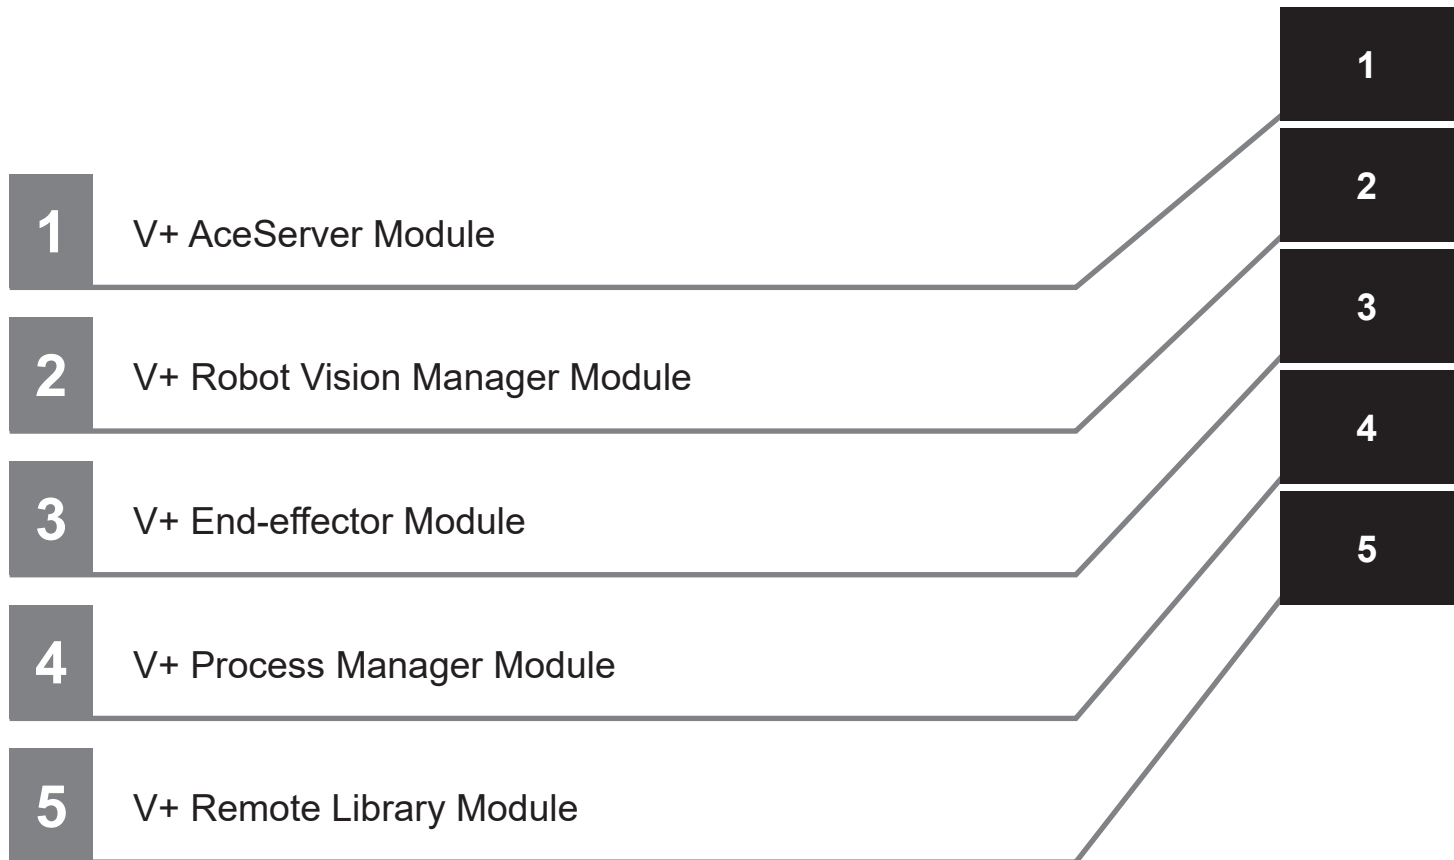 1 V+ AceServer Module
2 V+ Robot Vision Manager Module
3 V+ End-effector Module
4 V+ Process Manager Module
5 V+ Remote Library Module
1
2
3
4
5